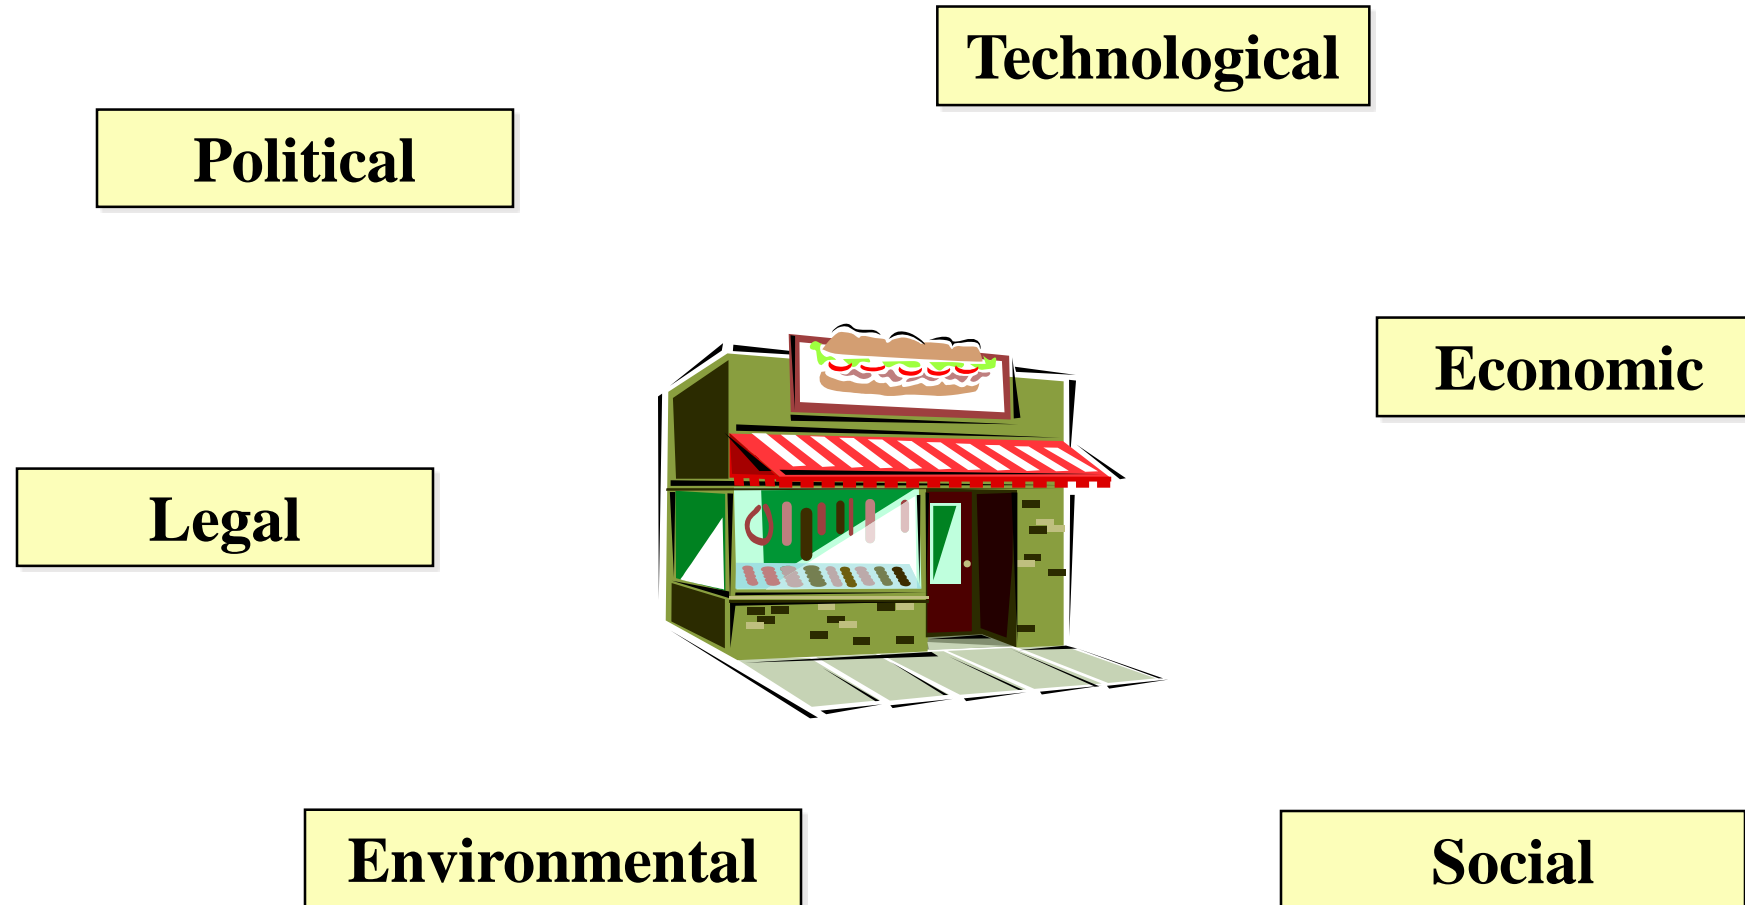 Technological
Political
Economic
Legal
Environmental
Social